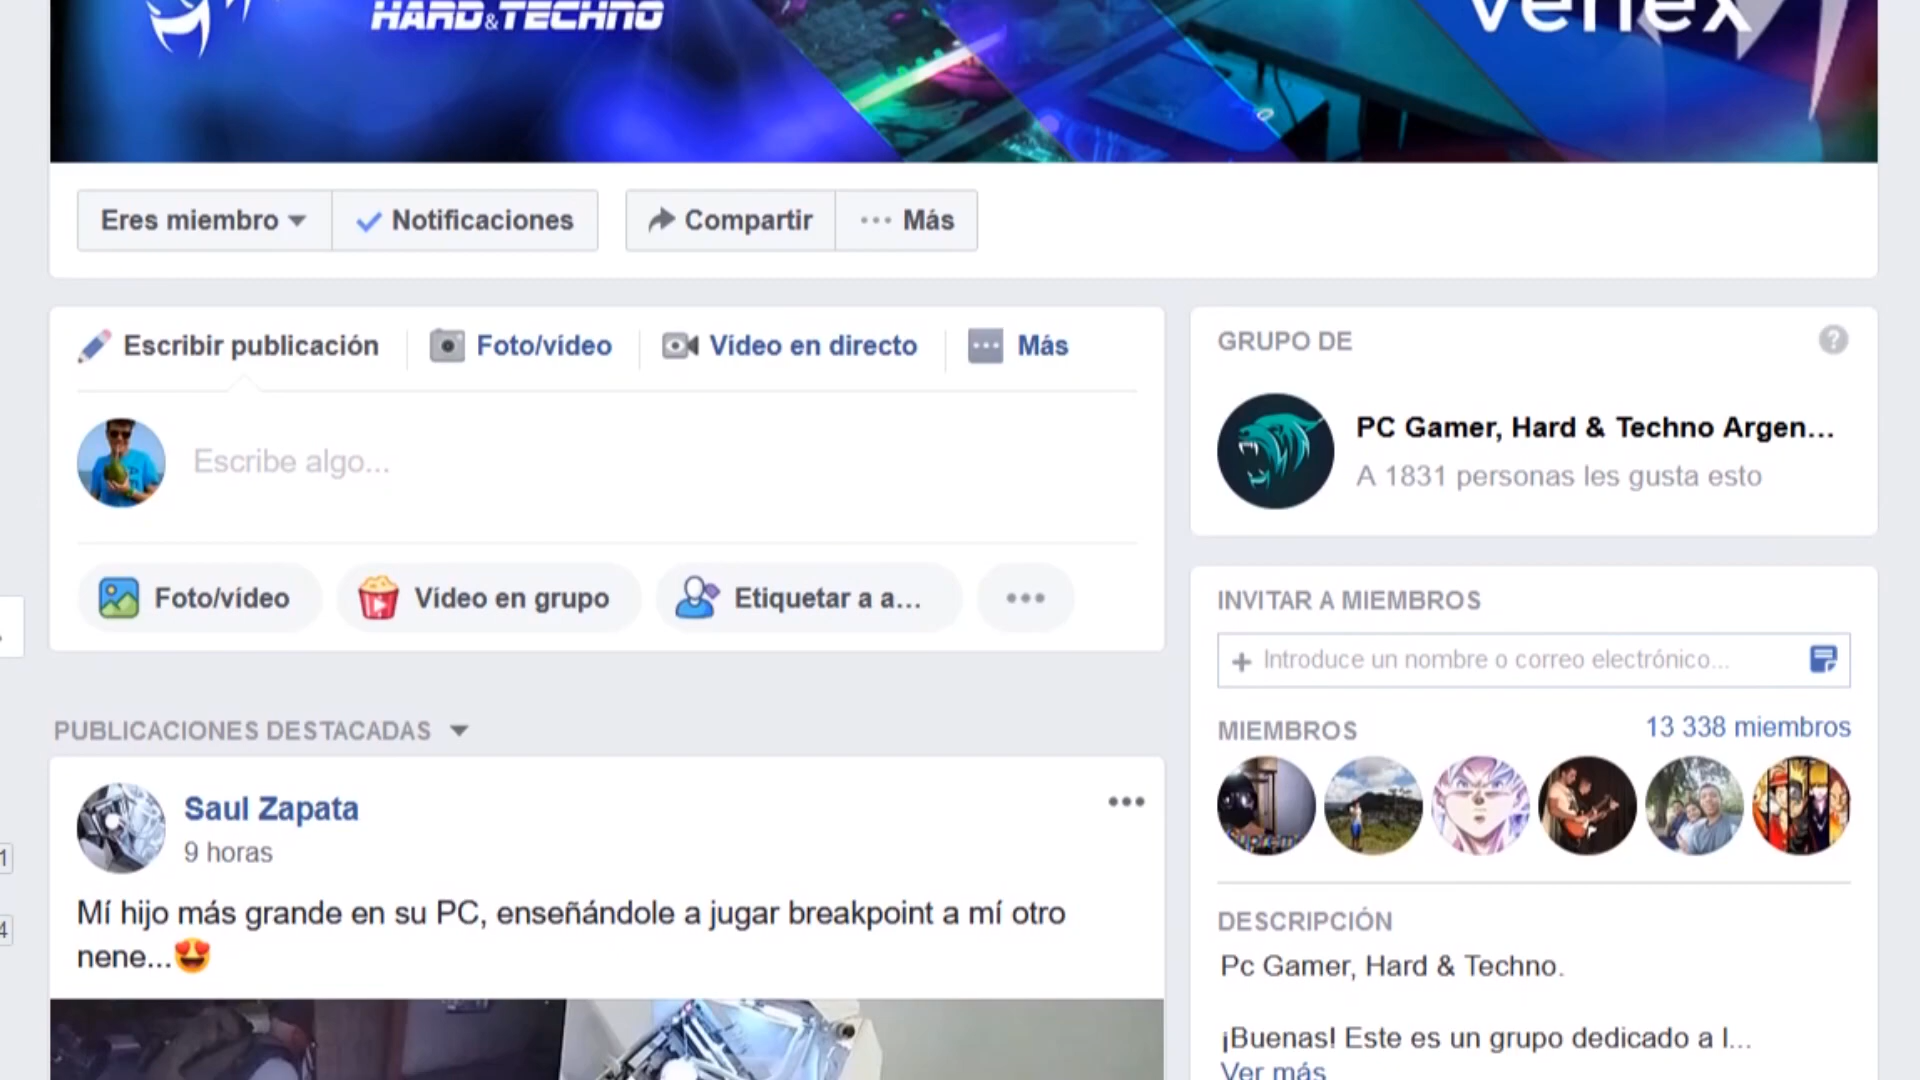 HARD&TECHNO
venex
Eres miembro
Notificaciones
Compartir
Más
Escribir publicación
Foto/vídeo
Vídeo en directo
Más
Escribe algo...
Foto/vídeo
Vídeo en grupo
Etiquetar a a...
GRUPO DE
PC Gamer, Hard & Techno Argen...
A 1831 personas les gusta esto
INVITAR A MIEMBROS
Introduce un nombre o correo electrónico...
MIEMBROS
13 338 miembros
DESCRIPCIÓN
Pc Gamer, Hard & Techno.
¡Buenas! Este es un grupo dedicado a l...
Ver más
PUBLICACIONES DESTACADAS
Saul Zapata
9 horas
Mí hijo más grande en su PC, enseñándole a jugar breakpoint a mí otro
nene...😍
1
4